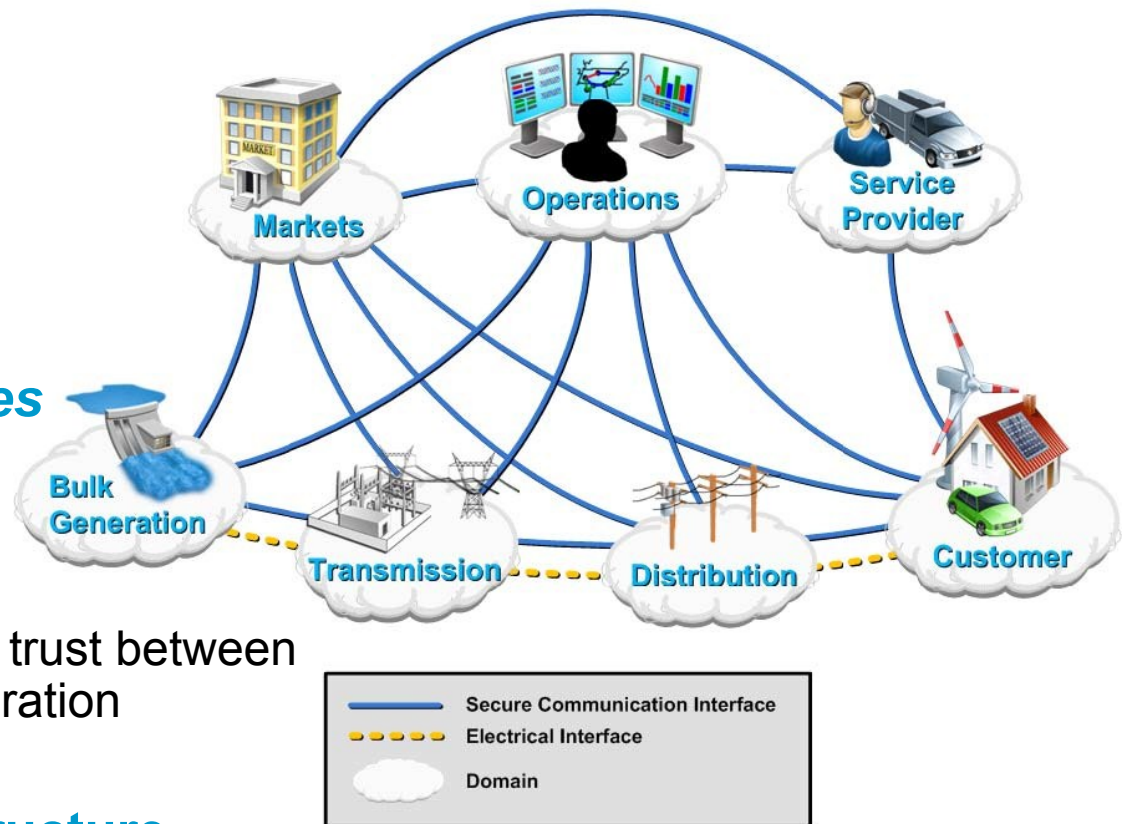 MARKET
Markets
Operations
Service
Provider
es
Bulk
Generation
Transmission
Distribution
Customer
trust between
ration
Secure Communication Interface
Electrical Interface
Domain